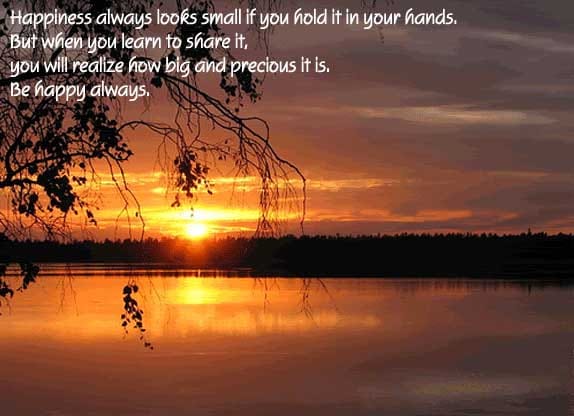 Happiness always looks small if you hold it in your hands.
But when you learn to share it,
you will realize how big and precious it is.
Be happy always.